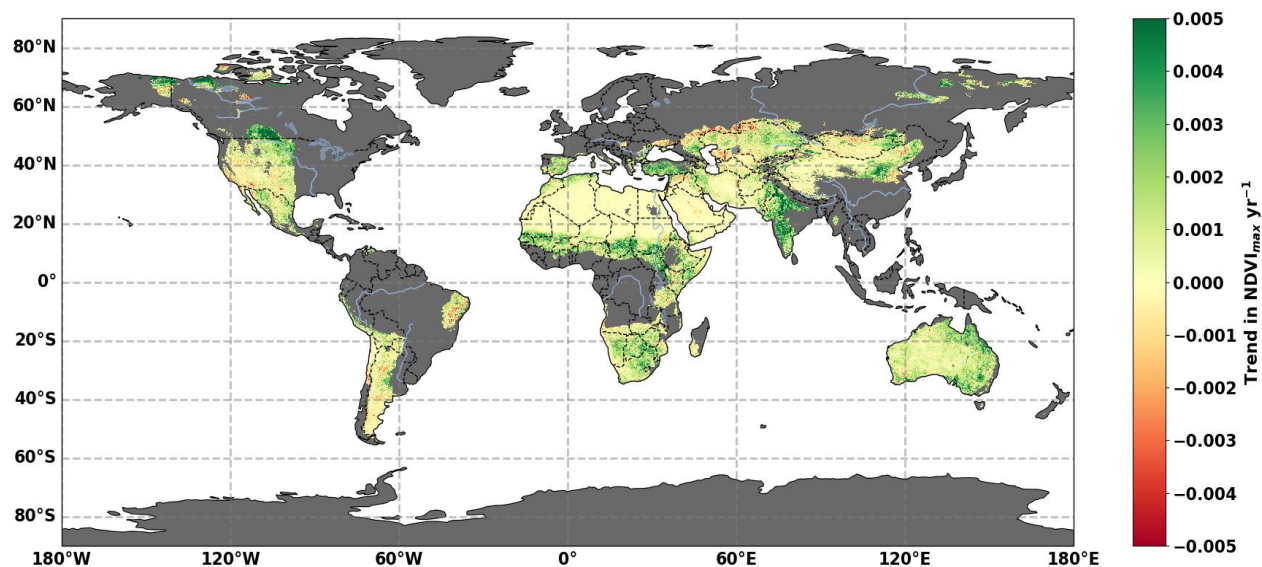 80°N
60°N
40°N
20°N
0°
20°S
40°S
60°S
80°S
180°W
120°W
60°W
0°
60°E
120°E
180°E
0.005
0.004
0.003
0.002
0.001
0.000
−0.001
−0.002
−0.003
−0.004
−0.005
Trend in NDVI_max yr⁻¹